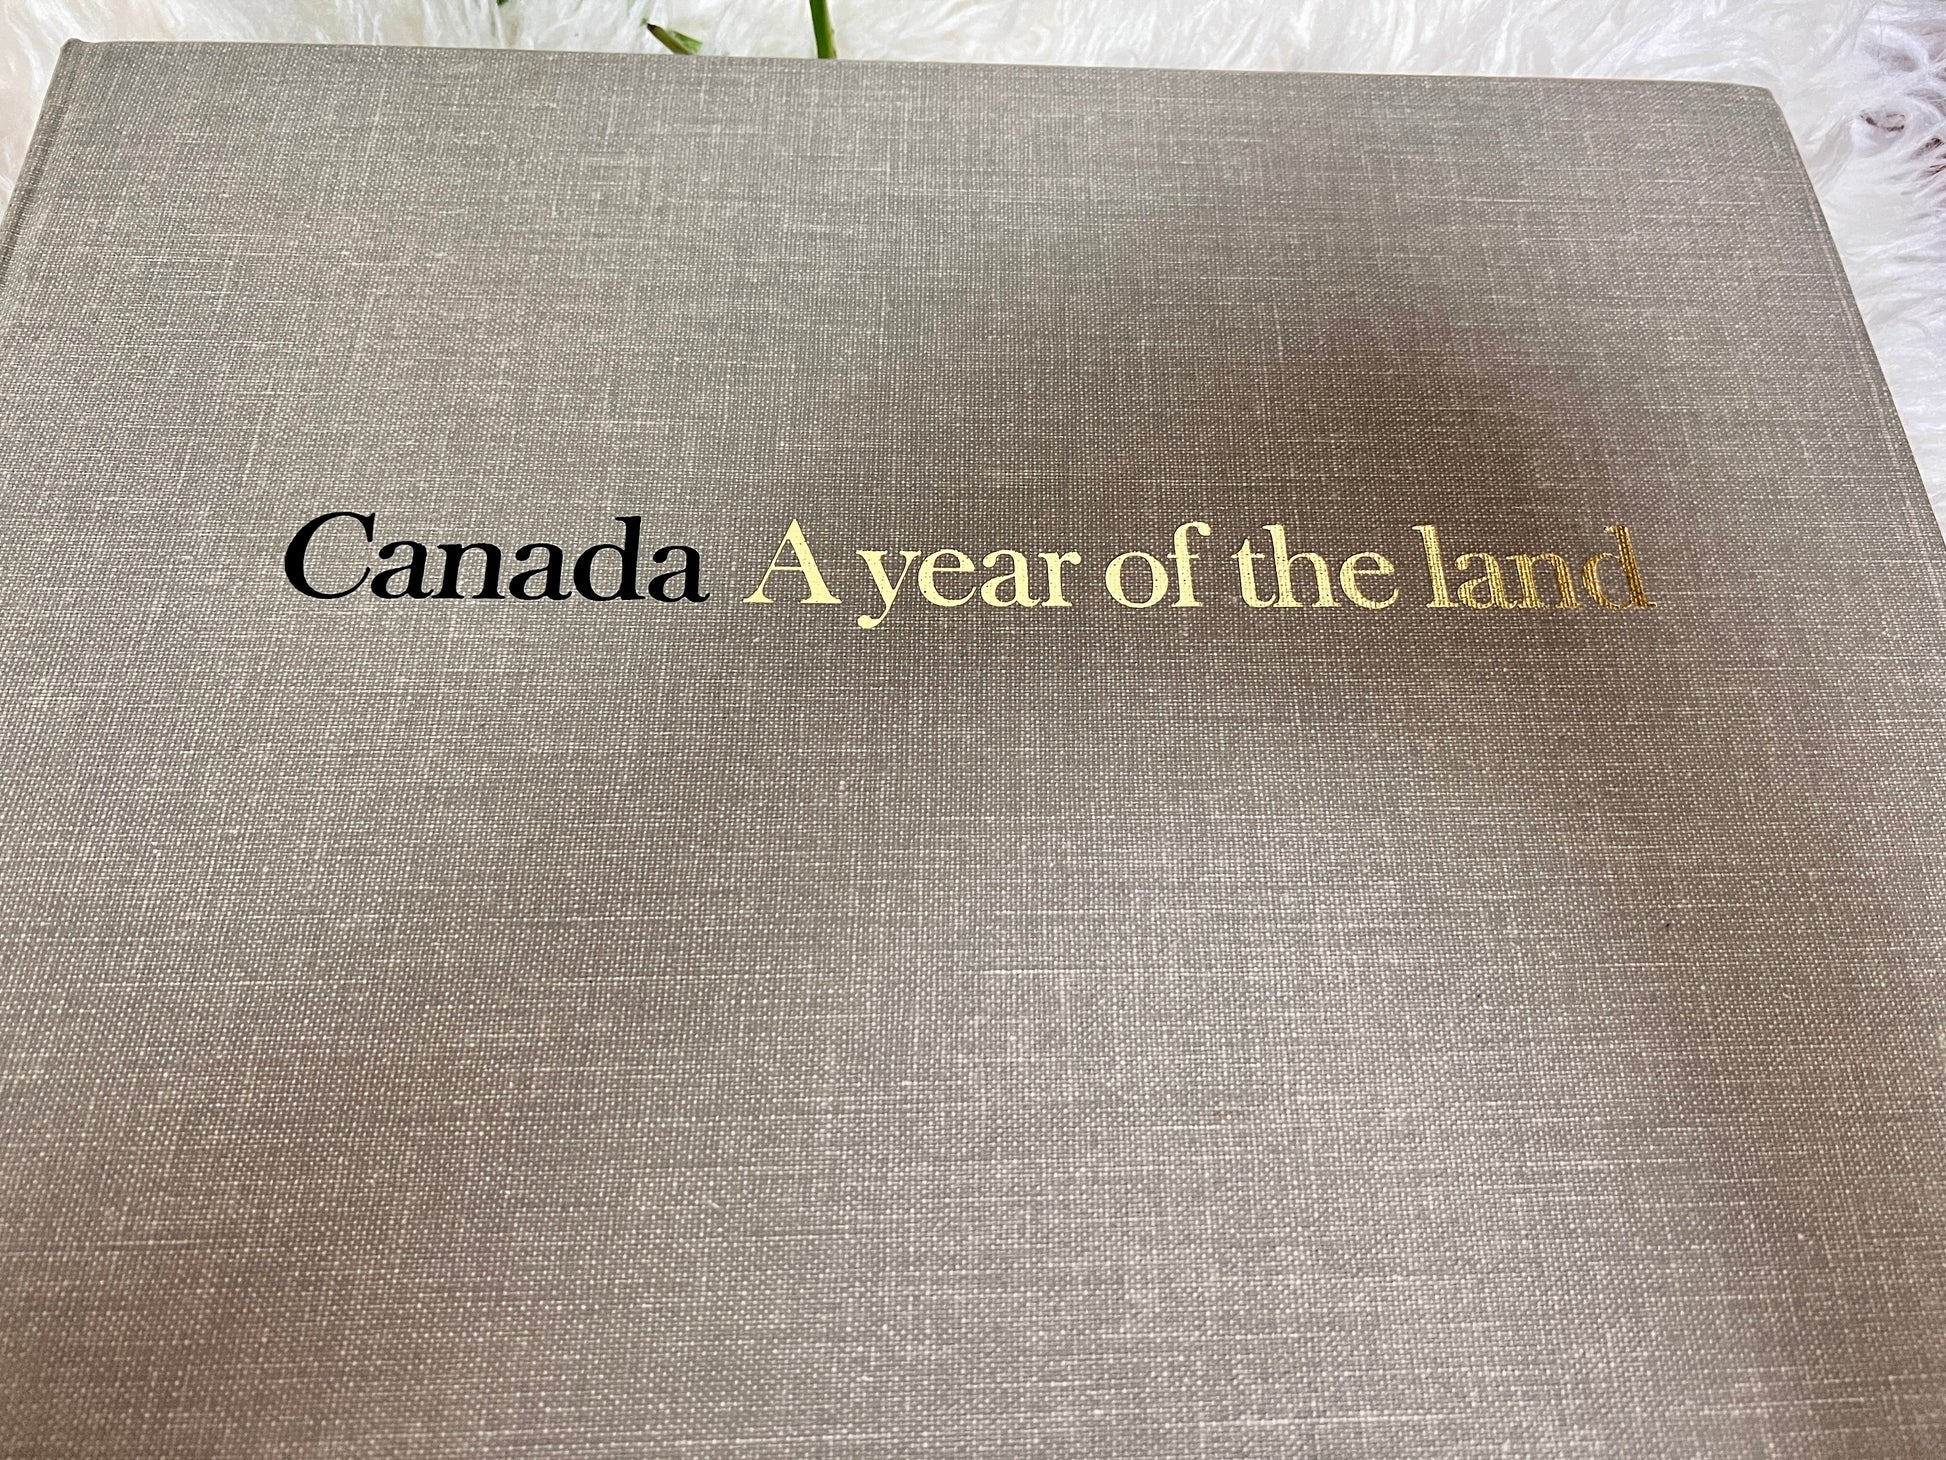 Canada A year of the land